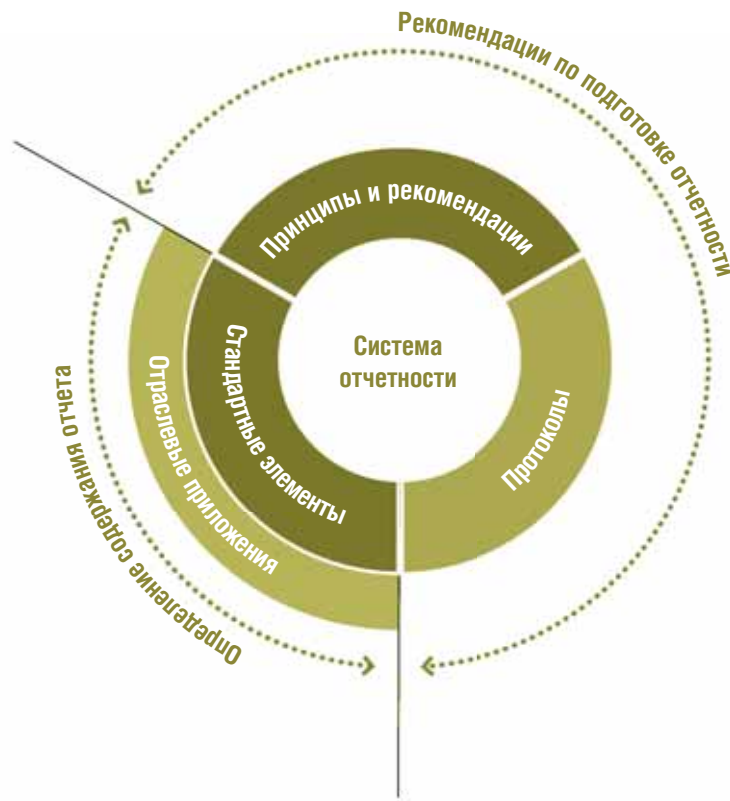 Рекомендации по подготовке отчетности
Принципы и рекомендации
Система
отчетности
Стандартные элементы
Отраслевые приложения
Протоколы
Определение содержания отчета